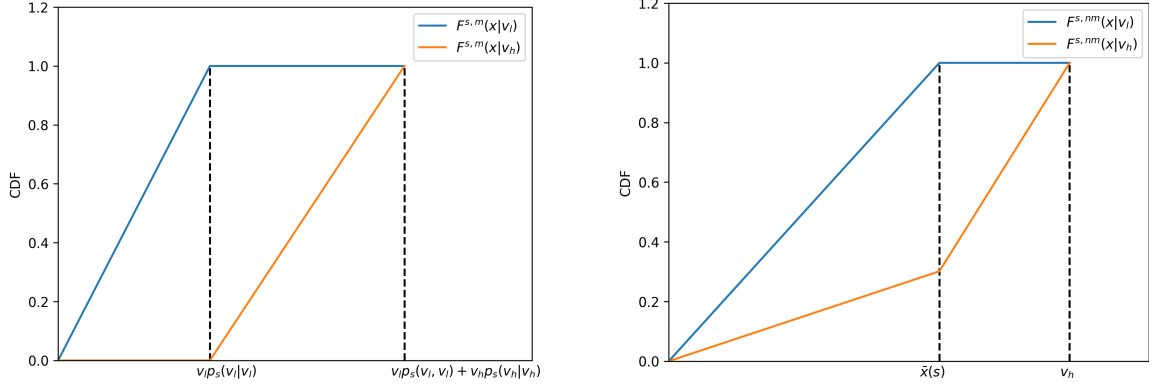 1.2
1.0
0.8
0.6
0.4
0.2
0.0
CDF
F^{s,m}(x|v_l)
F^{s,m}(x|v_h)
v_l p_s(v_l|v_l)
v_l p_s(v_l, v_l) + v_h p_s(v_h|v_h)
1.2
1.0
0.8
0.6
0.4
0.2
0.0
CDF
F^{s,nm}(x|v_l)
F^{s,nm}(x|v_h)
x̄(s)
v_h